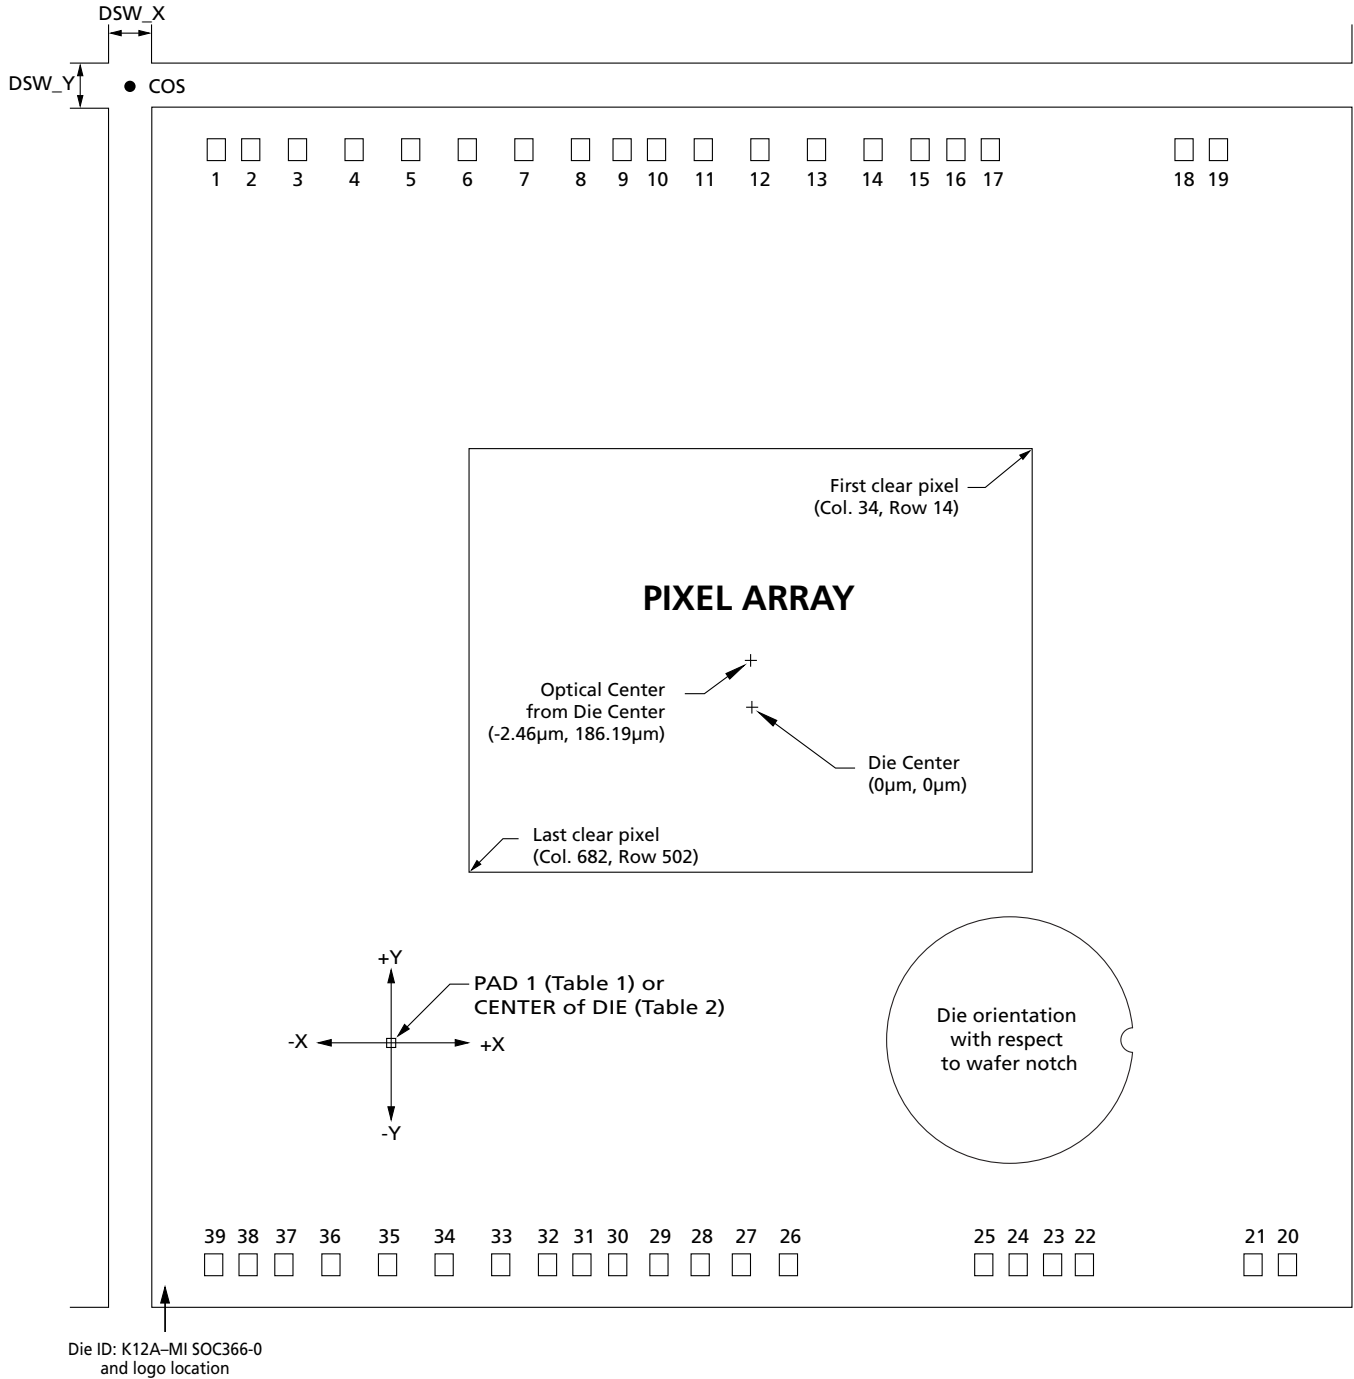 DSW_X
DSW_Y
COS
1 2 3 4 5 6 7 8 9 10 11 12 13 14 15 16 17 18 19
First clear pixel
(Col. 34, Row 14)
PIXEL ARRAY
Optical Center
from Die Center
(-2.46µm, 186.19µm)
Die Center
(0µm, 0µm)
Last clear pixel
(Col. 682, Row 502)
+Y
PAD 1 (Table 1) or
CENTER of DIE (Table 2)
-X
+X
-Y
Die orientation
with respect
to wafer notch
39 38 37 36 35 34 33 32 31 30 29 28 27 26 25 24 23 22 21 20
Die ID: K12A–MI SOC366-0
and logo location